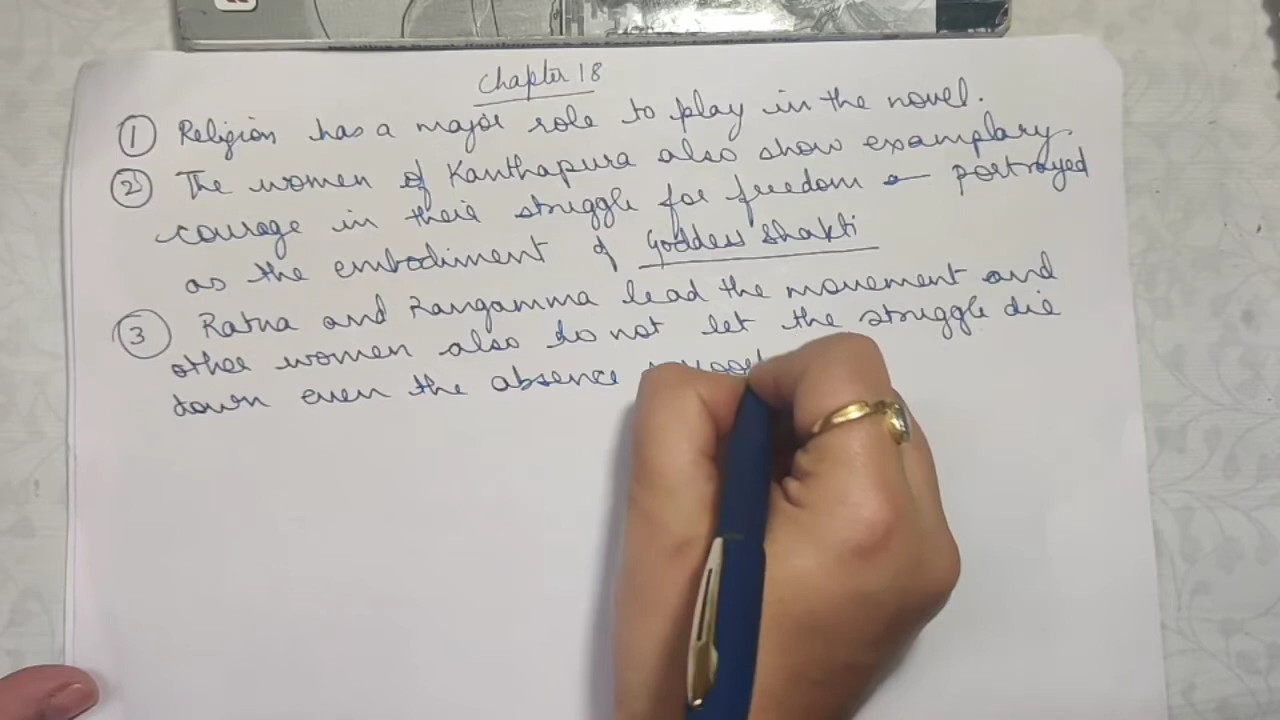 Chapter 18
① Religion has a major role to play in the novel.
② The women of Kanthapura also show examplary
courage in their struggle for freedom - portrayed
as the embodiment of Goddess Shakti
③ Ratna and Rangamma lead the movement and
other women also do not let the struggle die
down even the absence